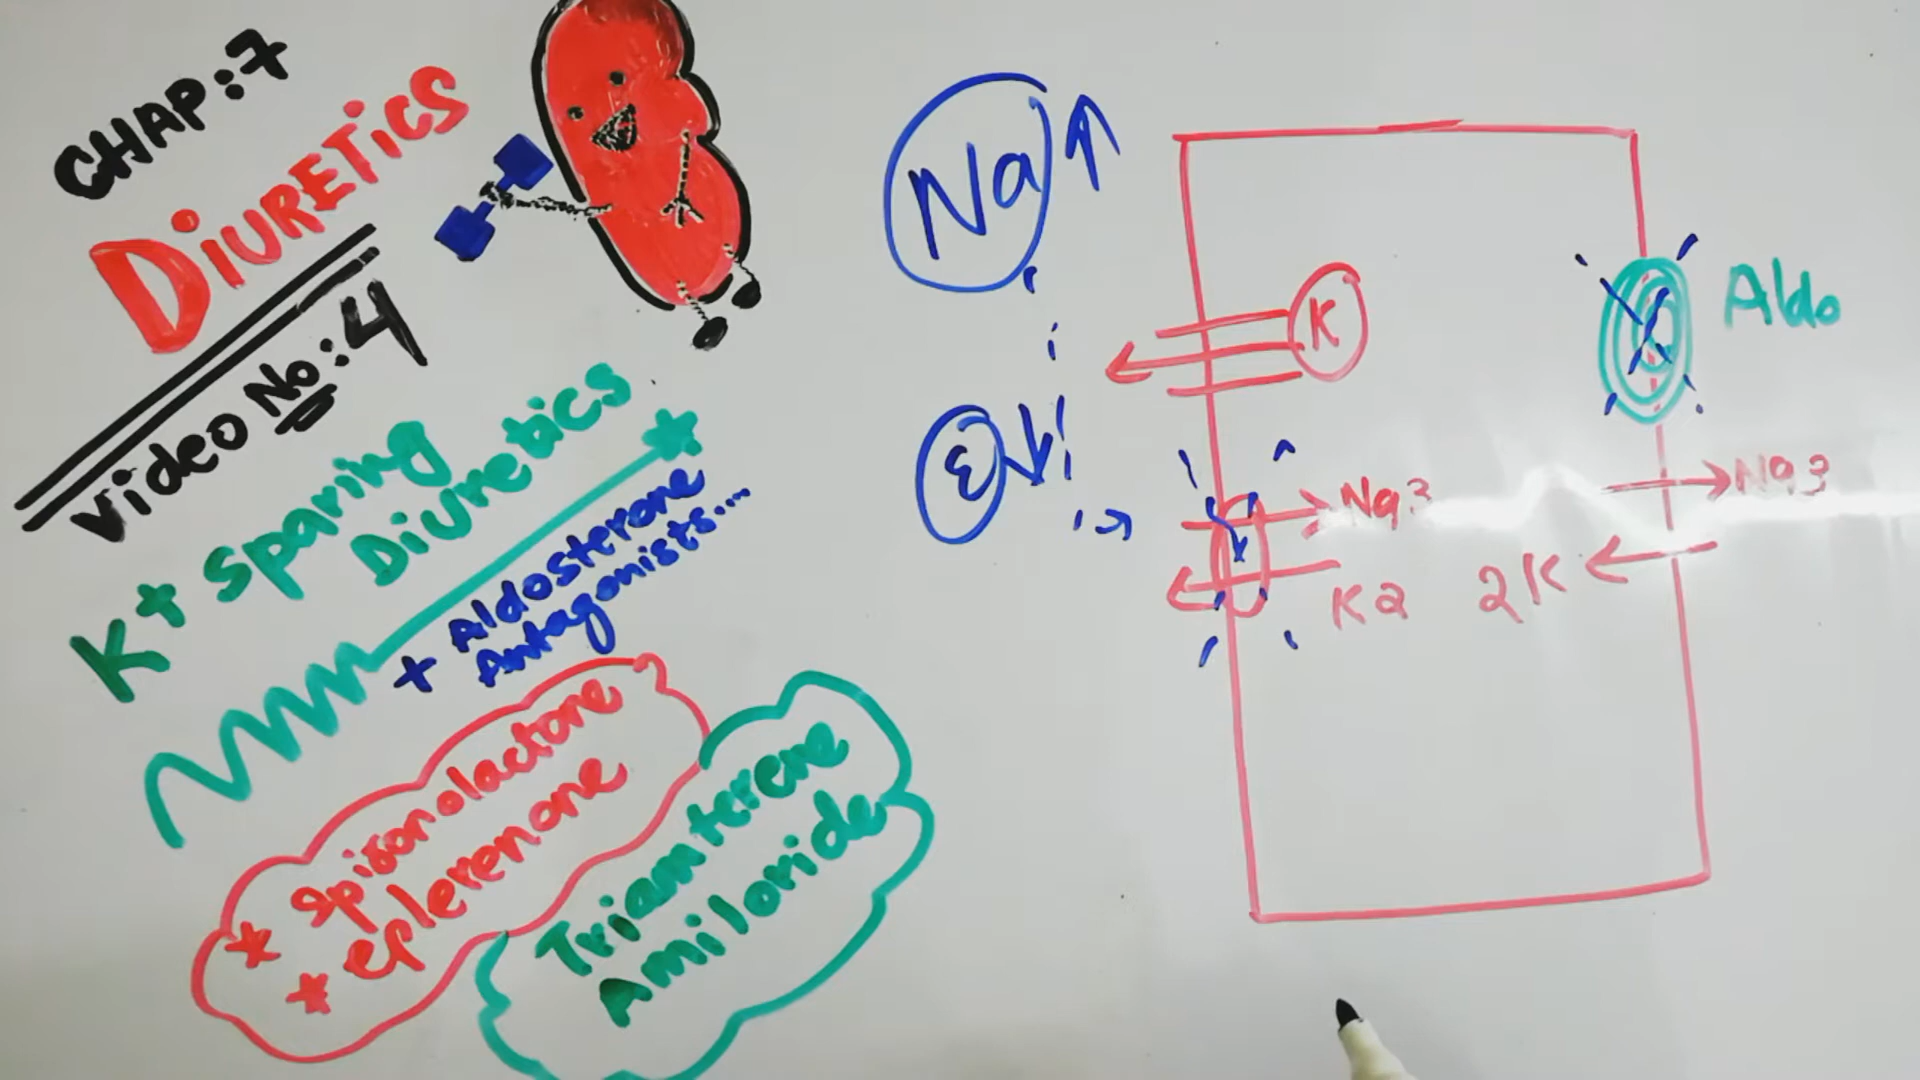 CHAP:7
DiURETiCS
Video No:4
K+ Sparing
Diuretics
+ Aldosterone
Antagonists....
* Spironolactone
* Eplerenone
Triamterene
Amiloride
Na ↑
ε ↓
K
Aldo
Na3
K2
Na3
2K